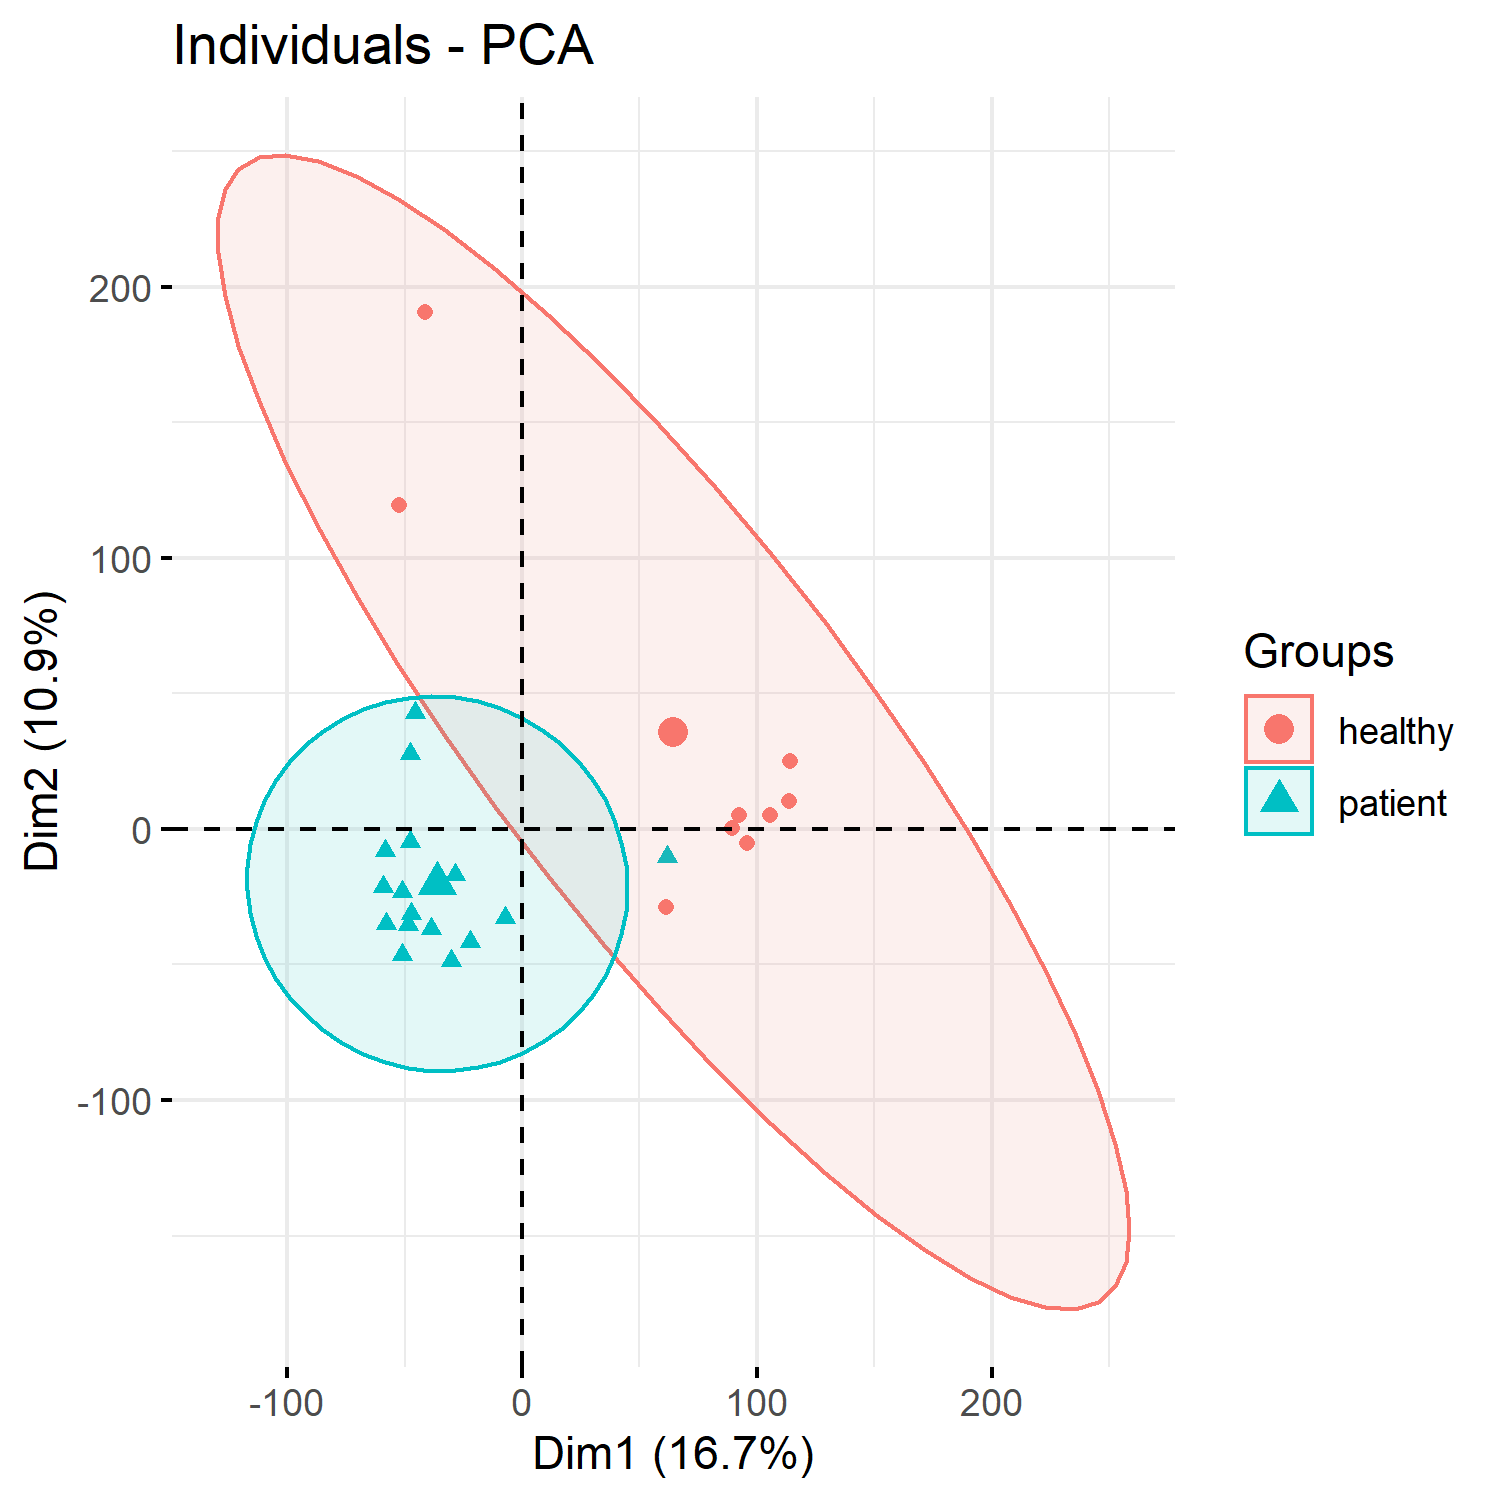 Individuals - PCA
200
100
0
-100
Dim2 (10.9%)
-100
0
100
200
Dim1 (16.7%)
Groups
healthy
patient